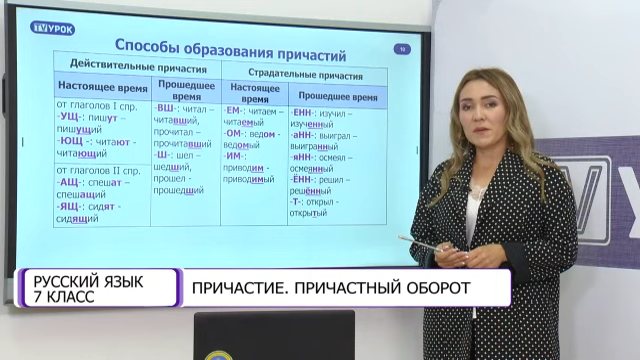 TV УРОК
Способы образования причастий
10
Действительные причастия
Страдательные причастия
Настоящее время
Прошедшее время
Настоящее время
Прошедшее время
от глаголов I спр.
-УЩ-: пишут –
пишущий
-ЮЩ -: читают -
читающий
от глаголов II спр.
-АЩ-: спешат –
спешащий
-ЯЩ-: сидят -
сидящий
-ВШ-: читал –
читавший,
прочитал –
прочитавший
-Ш-: шел –
шедший,
прошел -
прошедший
-ЕМ-: читаем –
читаемый
-ОМ-: ведом -
ведомый
-ИМ-:
приводим -
приводимый
-ЕНН-: изучил –
изученный
-аНН-: выиграл –
выигранный
-яНН-: осмеял –
осмеянный
-ЁНН-: решил –
решённый
-Т-: открыл -
открытый
РУССКИЙ ЯЗЫК
7 КЛАСС
ПРИЧАСТИЕ. ПРИЧАСТНЫЙ ОБОРОТ